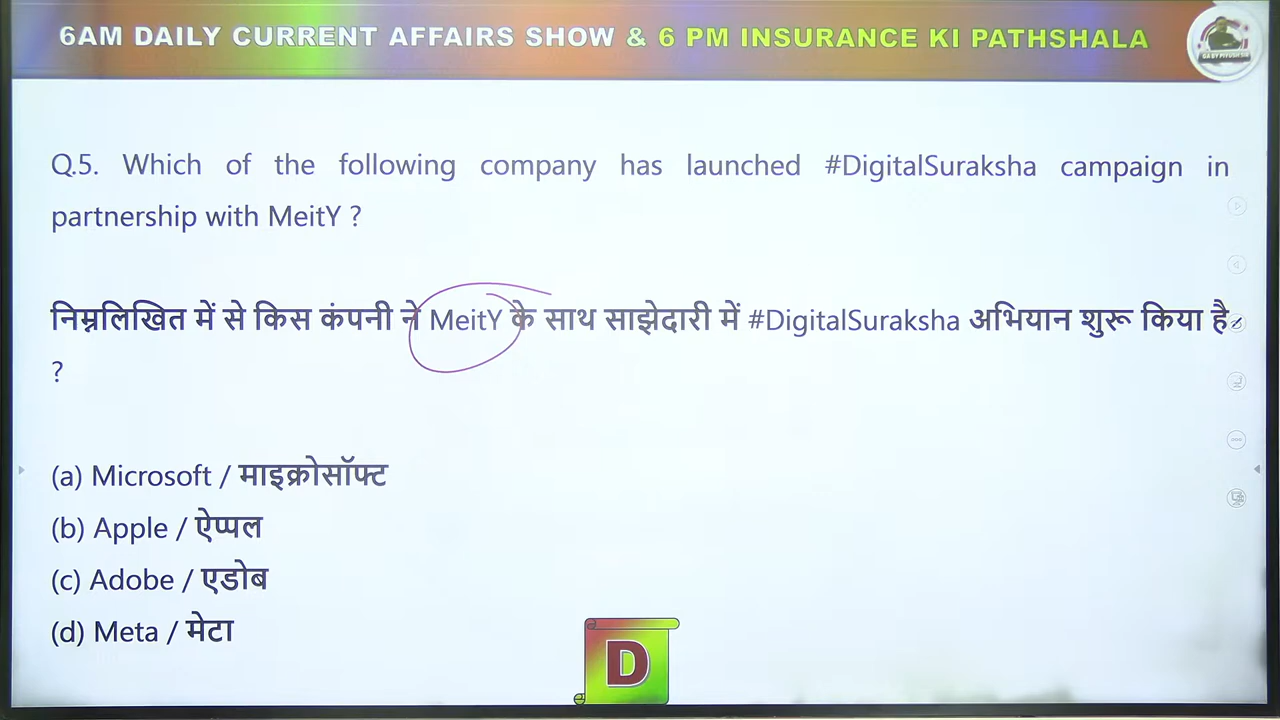 6AM DAILY CURRENT AFFAIRS SHOW & 6 PM INSURANCE KI PATHSHALA
Q.5. Which of the following company has launched #DigitalSuraksha campaign in
partnership with MeitY ?
निम्नलिखित में से किस कंपनी ने MeitY के साथ साझेदारी में #DigitalSuraksha अभियान शुरू किया है
?
(a) Microsoft / माइक्रोसॉफ्ट
(b) Apple / ऐप्पल
(c) Adobe / एडोब
(d) Meta / मेटा
D